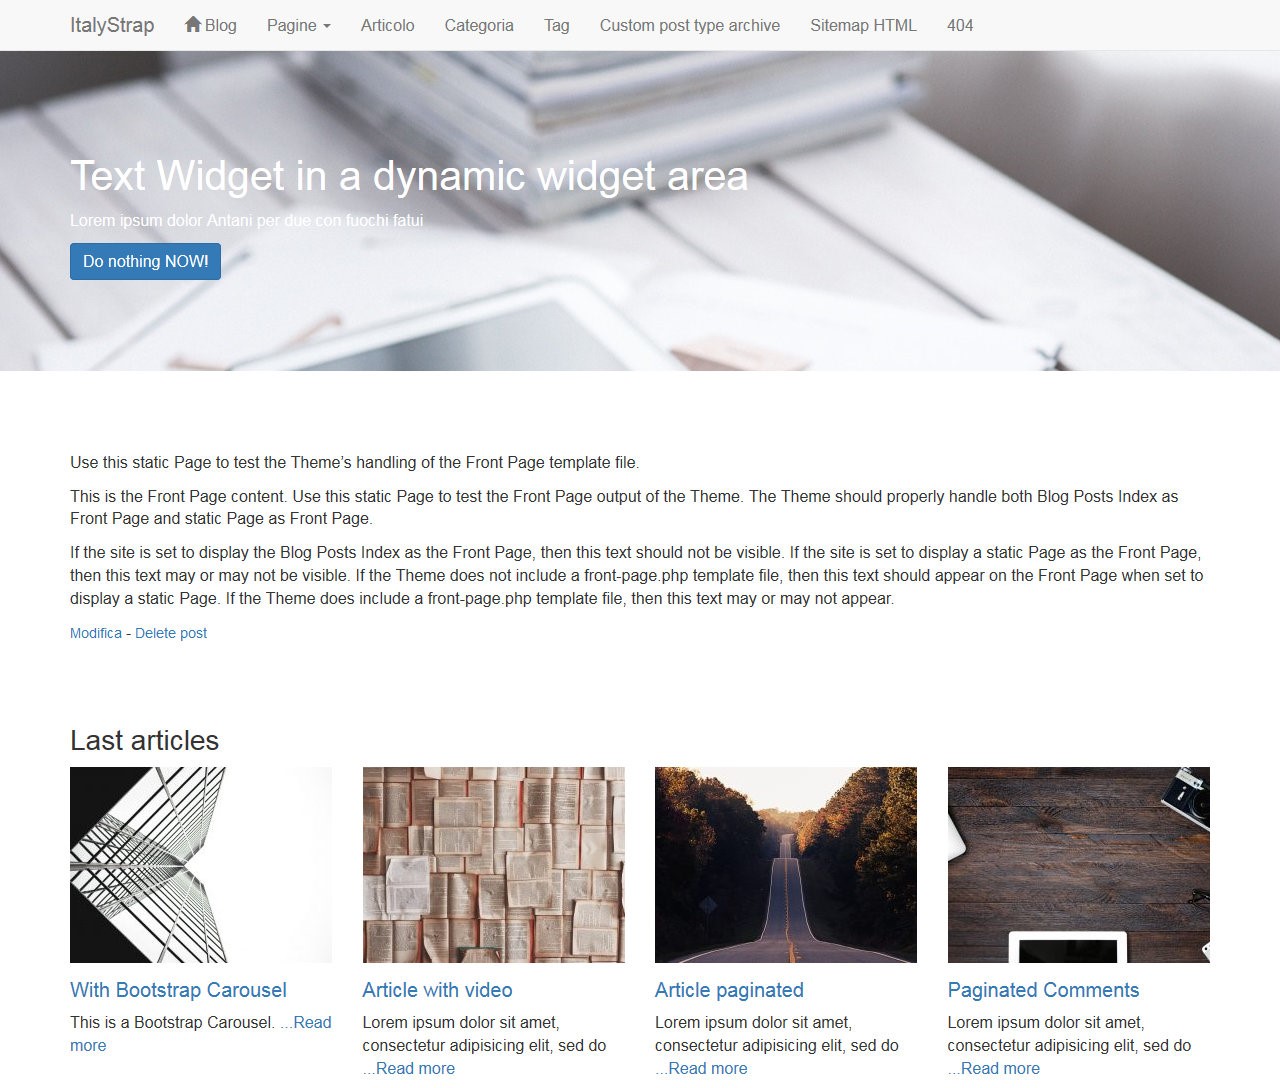 ItalyStrap Blog Pagine Articolo Categoria Tag Custom post type archive Sitemap HTML 404
Text Widget in a dynamic widget area
Lorem ipsum dolor Antani per due con fuochi fatui
Do nothing NOW!
Use this static Page to test the Theme’s handling of the Front Page template file.
This is the Front Page content. Use this static Page to test the Front Page output of the Theme. The Theme should properly handle both Blog Posts Index as
Front Page and static Page as Front Page.
If the site is set to display the Blog Posts Index as the Front Page, then this text should not be visible. If the site is set to display a static Page as the Front Page,
then this text may or may not be visible. If the Theme does not include a front-page.php template file, then this text should appear on the Front Page when set to
display a static Page. If the Theme does include a front-page.php template file, then this text may or may not appear.
Modifica - Delete post
Last articles
With Bootstrap Carousel
This is a Bootstrap Carousel. ...Read
more
Article with video
Lorem ipsum dolor sit amet,
consectetur adipisicing elit, sed do
...Read more
Article paginated
Lorem ipsum dolor sit amet,
consectetur adipisicing elit, sed do
...Read more
Paginated Comments
Lorem ipsum dolor sit amet,
consectetur adipisicing elit, sed do
...Read more